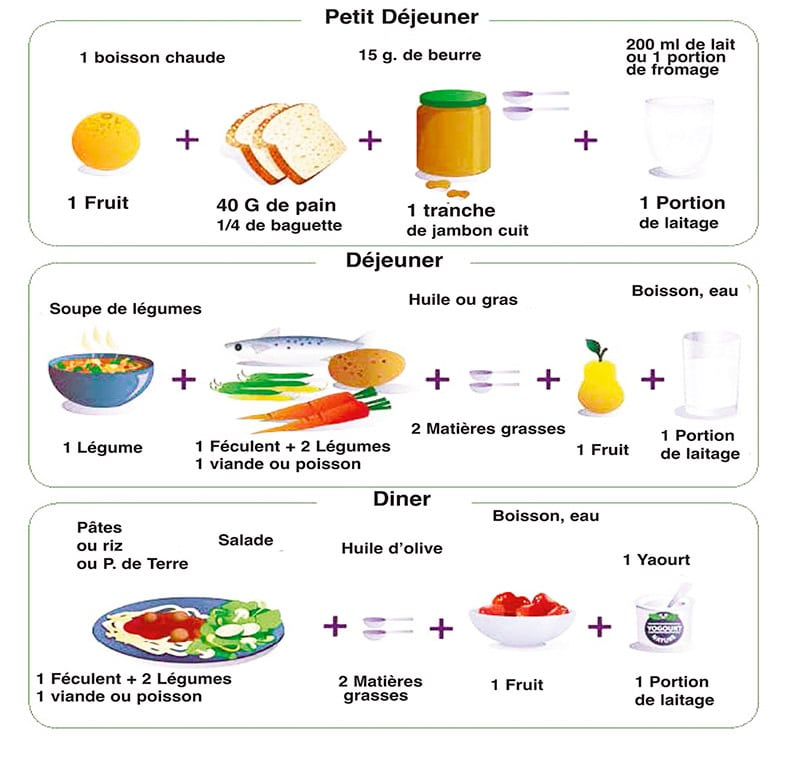 Petit Déjeuner
1 boisson chaude
15 g. de beurre
200 ml de lait
ou 1 portion
de fromage
1 Fruit
40 G de pain
1/4 de baguette
1 tranche
de jambon cuit
1 Portion
de laitage
Déjeuner
Soupe de légumes
Huile ou gras
Boisson, eau
1 Légume
1 Féculent + 2 Légumes
1 viande ou poisson
2 Matières grasses
1 Fruit
1 Portion
de laitage
Diner
Pâtes
ou riz
ou P. de Terre
Salade
Huile d'olive
Boisson, eau
1 Yaourt
YOGOURT
NATURE
1 Féculent + 2 Légumes
1 viande ou poisson
2 Matières
grasses
1 Fruit
1 Portion
de laitage